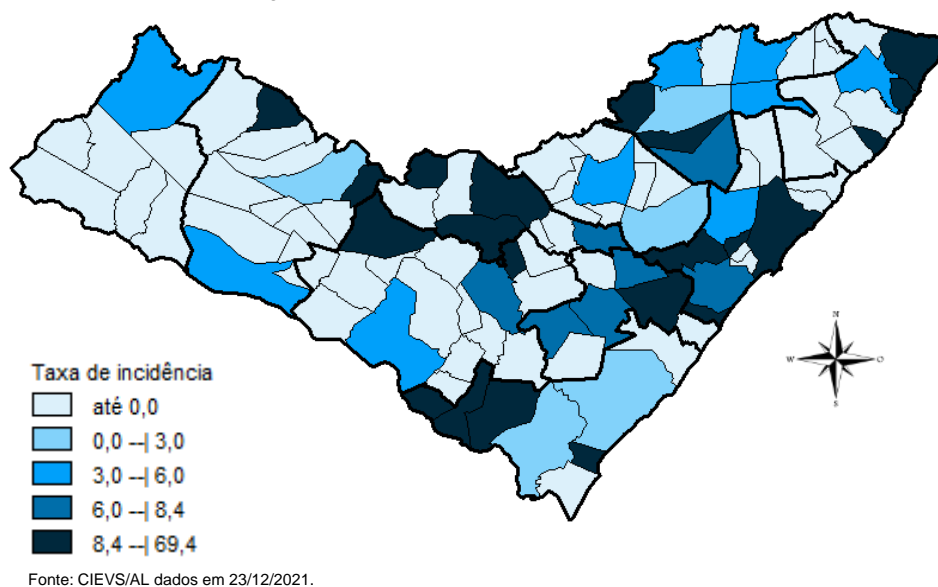 N
W
O
S
Taxa de incidência
até 0,0
0,0 --| 3,0
3,0 --| 6,0
6,0 --| 8,4
8,4 --| 69,4
Fonte: CIEVS/AL dados em 23/12/2021.